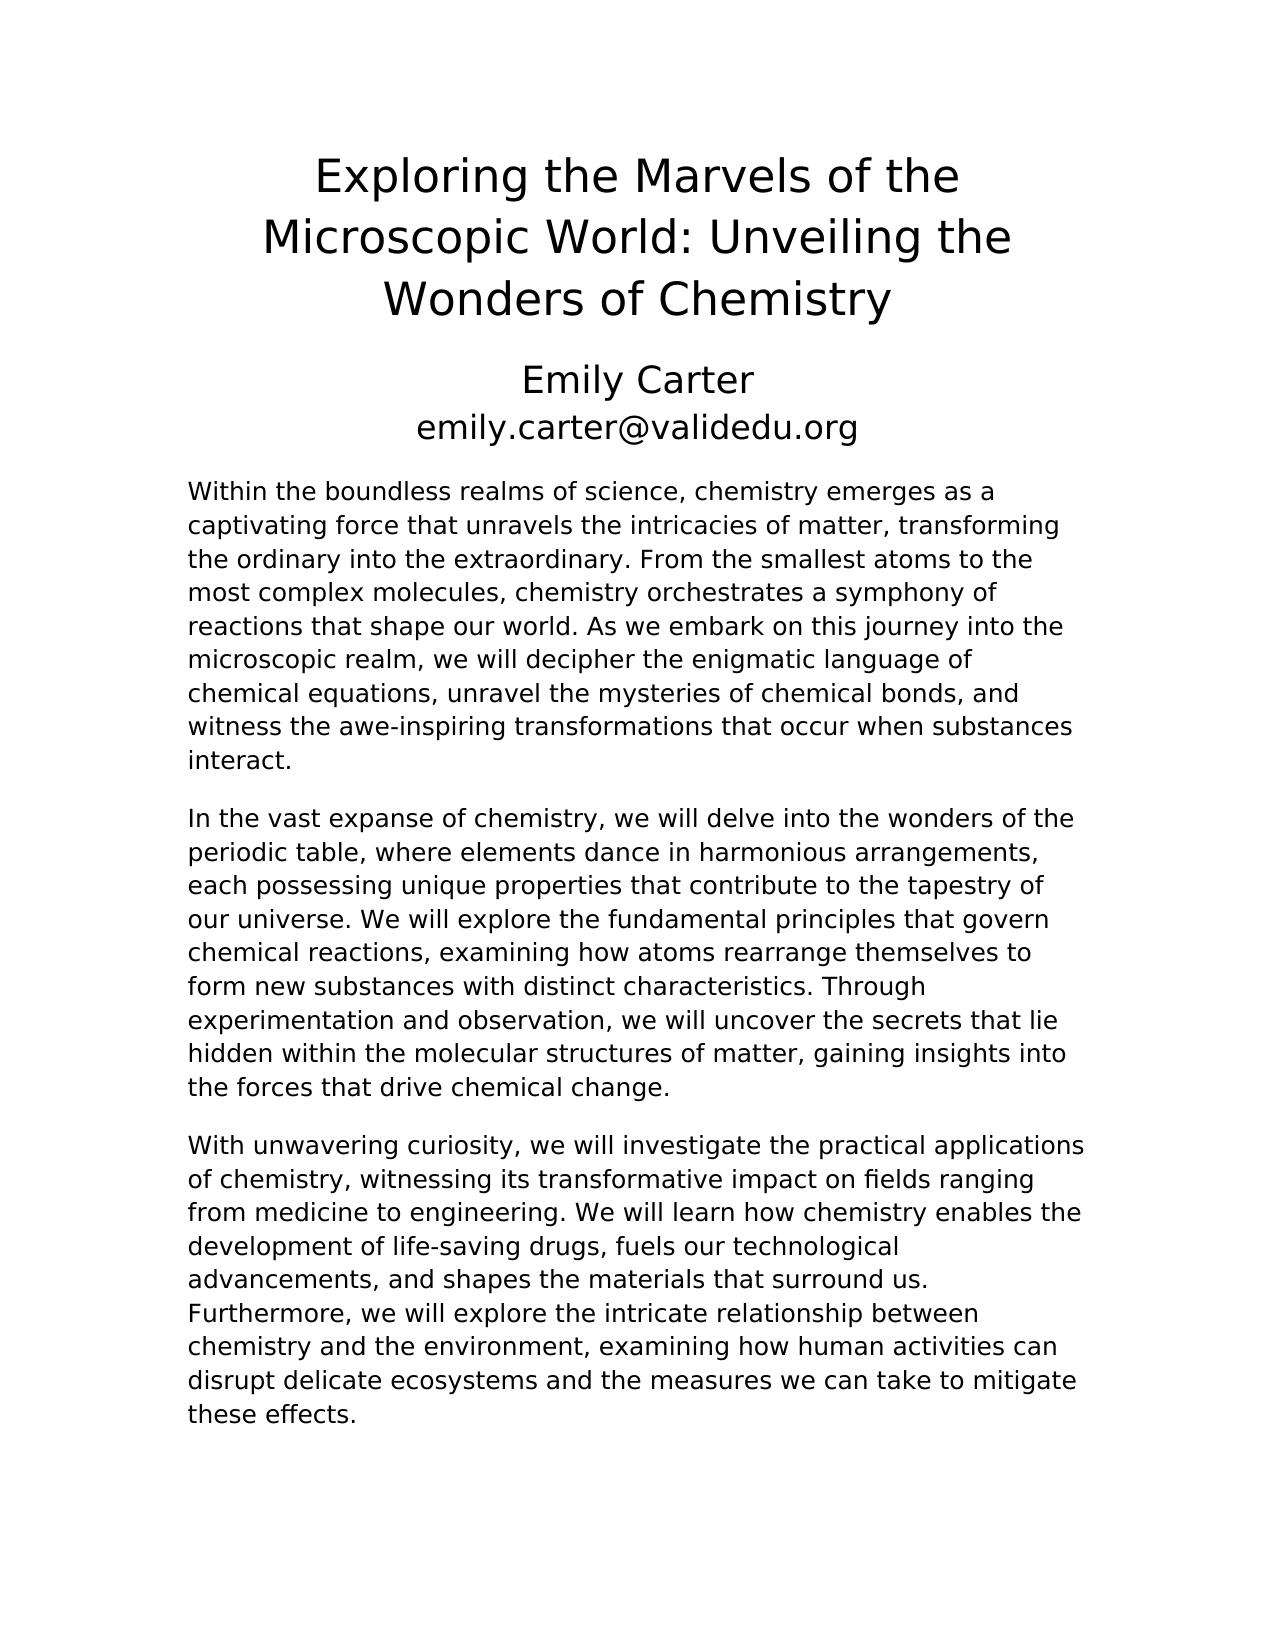 Exploring the Marvels of the
Microscopic World: Unveiling the
Wonders of Chemistry
Emily Carter
emily.carter@validedu.org
Within the boundless realms of science, chemistry emerges as a
captivating force that unravels the intricacies of matter, transforming
the ordinary into the extraordinary. From the smallest atoms to the
most complex molecules, chemistry orchestrates a symphony of
reactions that shape our world. As we embark on this journey into the
microscopic realm, we will decipher the enigmatic language of
chemical equations, unravel the mysteries of chemical bonds, and
witness the awe-inspiring transformations that occur when substances
interact.
In the vast expanse of chemistry, we will delve into the wonders of the
periodic table, where elements dance in harmonious arrangements,
each possessing unique properties that contribute to the tapestry of
our universe. We will explore the fundamental principles that govern
chemical reactions, examining how atoms rearrange themselves to
form new substances with distinct characteristics. Through
experimentation and observation, we will uncover the secrets that lie
hidden within the molecular structures of matter, gaining insights into
the forces that drive chemical change.
With unwavering curiosity, we will investigate the practical applications
of chemistry, witnessing its transformative impact on fields ranging
from medicine to engineering. We will learn how chemistry enables the
development of life-saving drugs, fuels our technological
advancements, and shapes the materials that surround us.
Furthermore, we will explore the intricate relationship between
chemistry and the environment, examining how human activities can
disrupt delicate ecosystems and the measures we can take to mitigate
these effects.